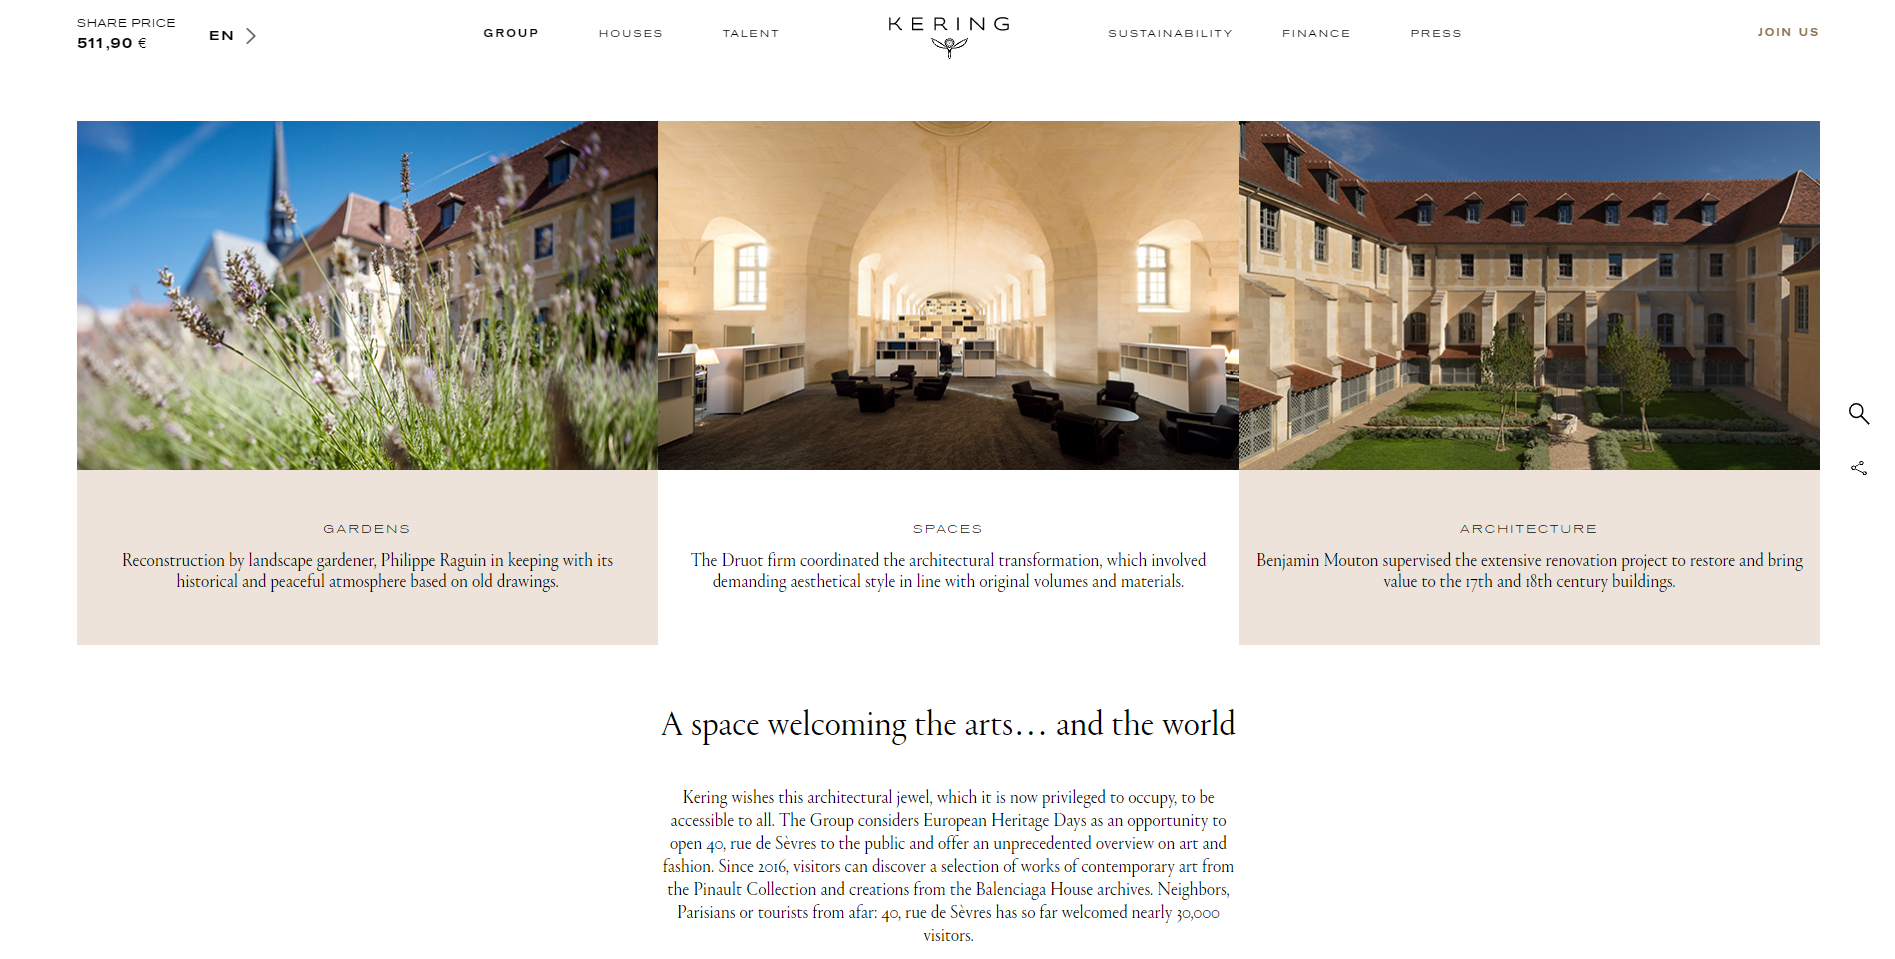 SHARE PRICE
511,90 €
EN
GROUP
HOUSES
TALENT
KERING
SUSTAINABILITY
FINANCE
PRESS
JOIN US
GARDENS
Reconstruction by landscape gardener, Philippe Raguin in keeping with its
historical and peaceful atmosphere based on old drawings.
SPACES
The Druot firm coordinated the architectural transformation, which involved
demanding aesthetical style in line with original volumes and materials.
ARCHITECTURE
Benjamin Mouton supervised the extensive renovation project to restore and bring
value to the 17th and 18th century buildings.
A space welcoming the arts… and the world
Kering wishes this architectural jewel, which it is now privileged to occupy, to be
accessible to all. The Group considers European Heritage Days as an opportunity to
open 40, rue de Sèvres to the public and offer an unprecedented overview on art and
fashion. Since 2016, visitors can discover a selection of works of contemporary art from
the Pinault Collection and creations from the Balenciaga House archives. Neighbors,
Parisians or tourists from afar: 40, rue de Sèvres has so far welcomed nearly 30,000
visitors.